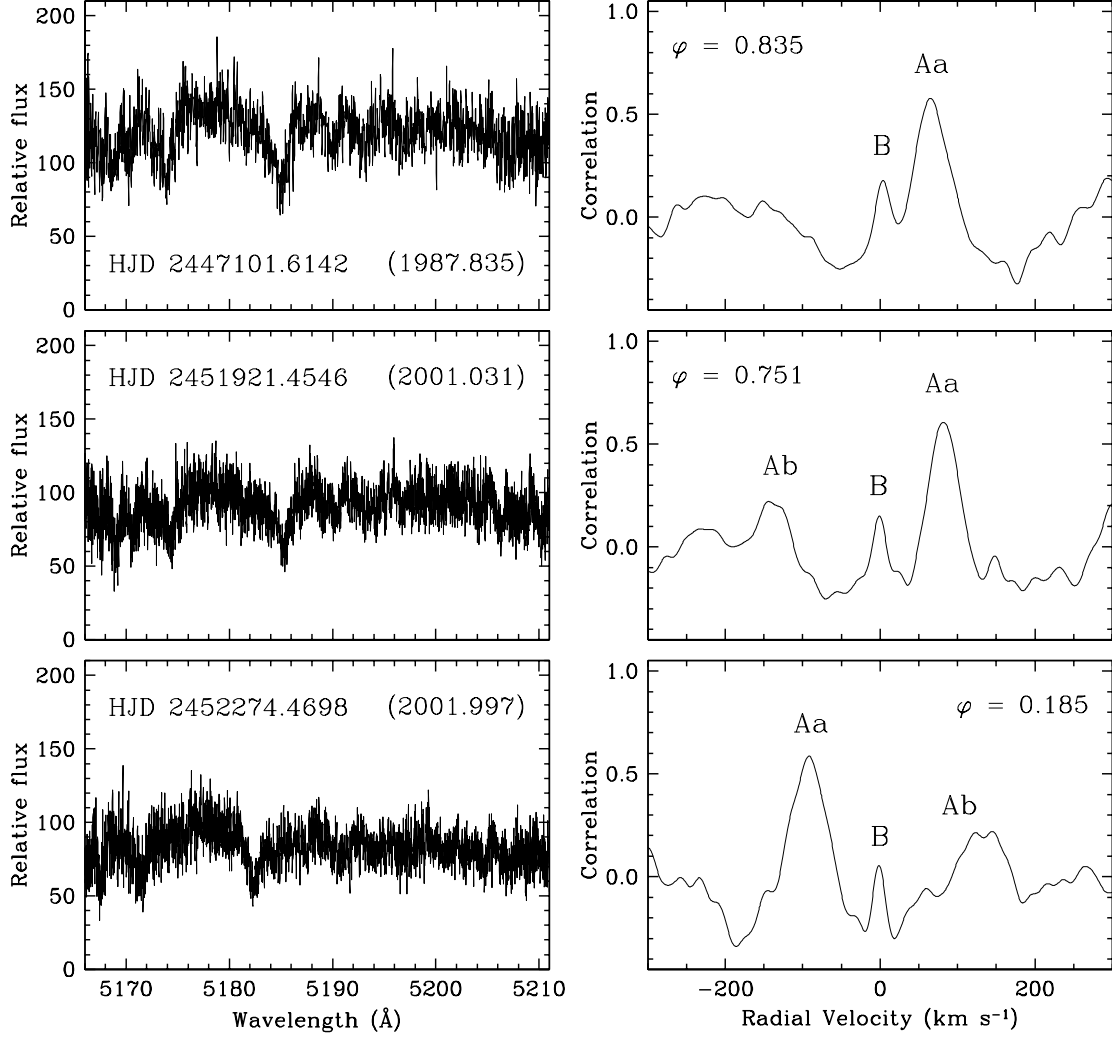 200
150
100
50
0
Relative flux
HJD 2447101.6142 (1987.835)
1.0
0.5
0.0
Correlation
φ = 0.835
Aa
B
200
150
100
50
0
Relative flux
HJD 2451921.4546 (2001.031)
1.0
0.5
0.0
Correlation
φ = 0.751
Aa
Ab
B
200
150
100
50
0
Relative flux
HJD 2452274.4698 (2001.997)
5170 5180 5190 5200 5210
Wavelength (Å)
1.0
0.5
0.0
Correlation
φ = 0.185
Aa
Ab
B
−200 0 200
Radial Velocity (km s⁻¹)